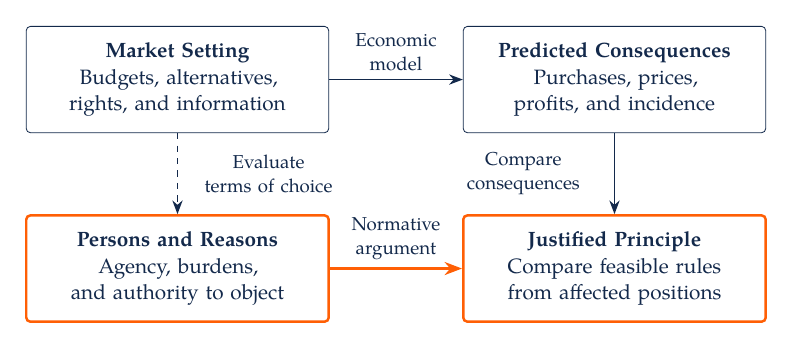 Market Setting
Budgets, alternatives,
rights, and information
Economic
model
Predicted Consequences
Purchases, prices,
profits, and incidence
Evaluate
terms of choice
Compare
consequences
Persons and Reasons
Agency, burdens,
and authority to object
Normative
argument
Justified Principle
Compare feasible rules
from affected positions